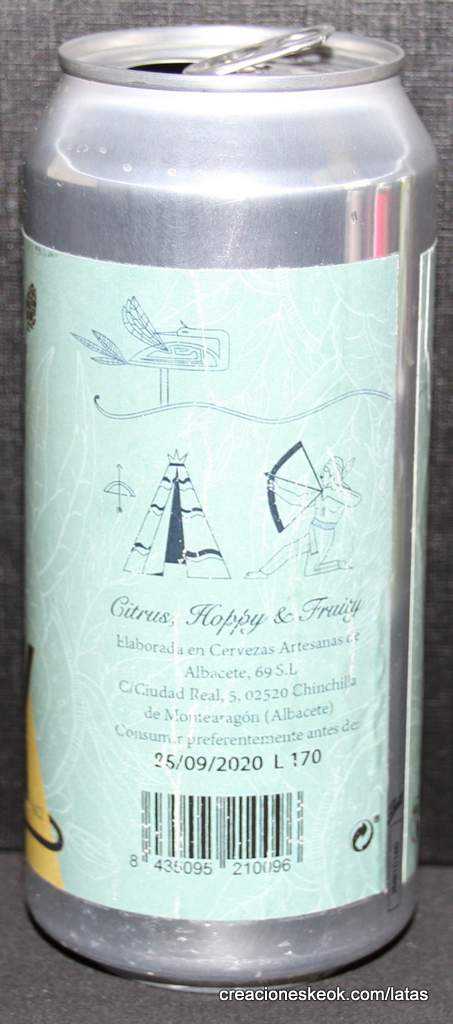 Citrus, Hoppy & Fruity
Elaborada en Cervezas Artesanas de
Albacete, 69 S.L
C/Ciudad Real, 5, 02520 Chinchilla
de Montearagón (Albacete)
Consumir preferentemente antes de:
25/09/2020 L 170
8 435095 210096
creacioneskeok.com/latas